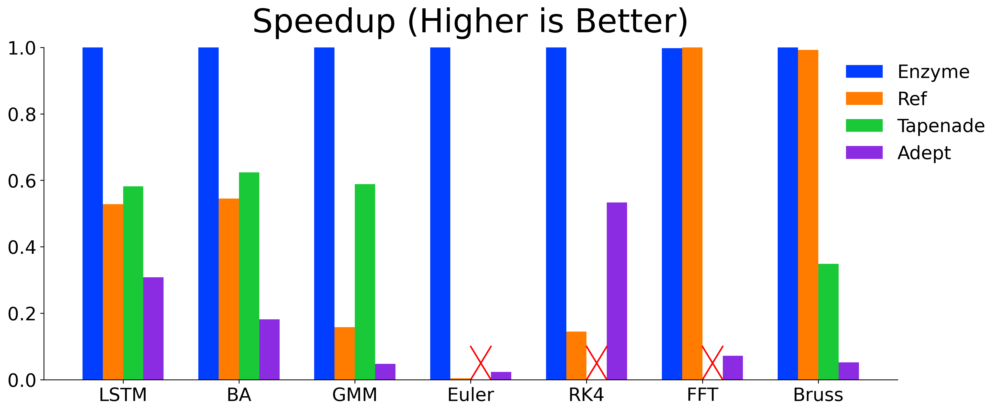 Speedup (Higher is Better)
1.0
0.8
0.6
0.4
0.2
0.0
LSTM BA GMM Euler RK4 FFT Bruss
Enzyme
Ref
Tapenade
Adept